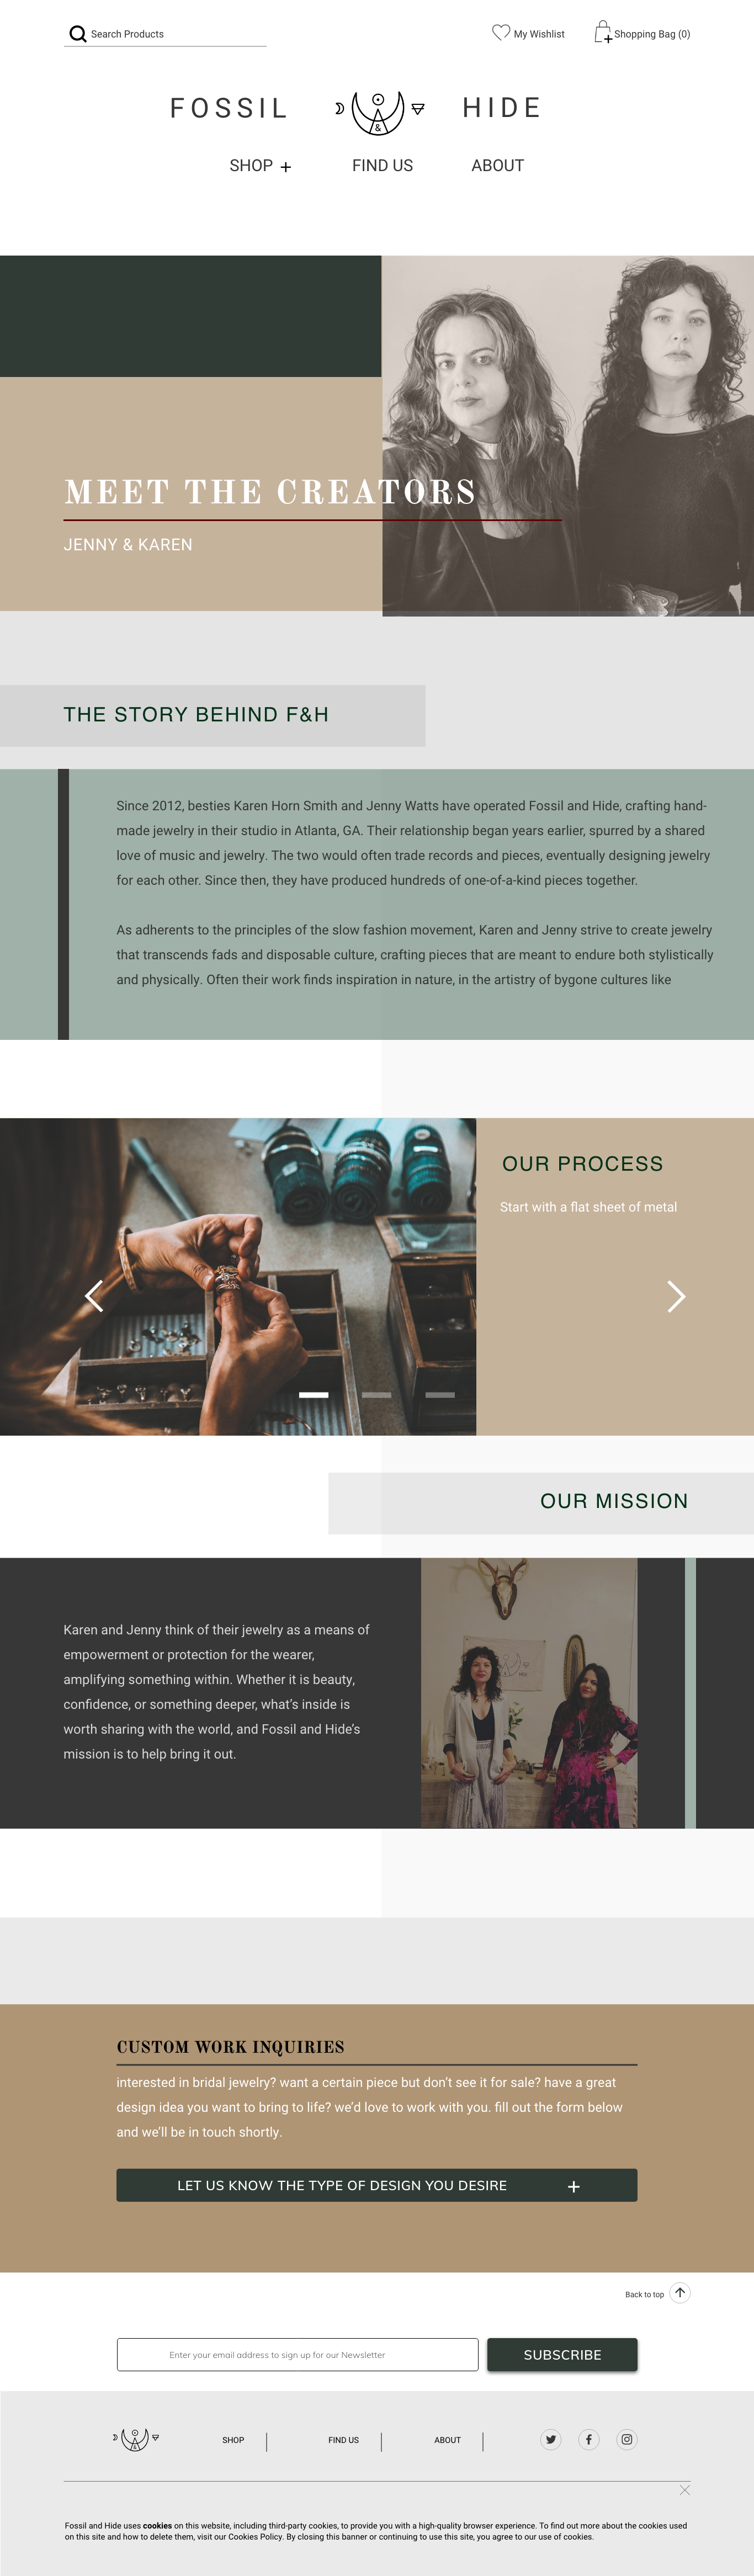 Search Products
My Wishlist
Shopping Bag (0)
FOSSIL & HIDE
SHOP +
FIND US
ABOUT
MEET THE CREATORS
JENNY & KAREN
THE STORY BEHIND F&H
Since 2012, besties Karen Horn Smith and Jenny Watts have operated Fossil and Hide, crafting hand-
made jewelry in their studio in Atlanta, GA. Their relationship began years earlier, spurred by a shared
love of music and jewelry. The two would often trade records and pieces, eventually designing jewelry
for each other. Since then, they have produced hundreds of one-of-a-kind pieces together.
As adherents to the principles of the slow fashion movement, Karen and Jenny strive to create jewelry
that transcends fads and disposable culture, crafting pieces that are meant to endure both stylistically
and physically. Often their work finds inspiration in nature, in the artistry of bygone cultures like
OUR PROCESS
Start with a flat sheet of metal
OUR MISSION
Karen and Jenny think of their jewelry as a means of
empowerment or protection for the wearer,
amplifying something within. Whether it is beauty,
confidence, or something deeper, what's inside is
worth sharing with the world, and Fossil and Hide's
mission is to help bring it out.
CUSTOM WORK INQUIRIES
interested in bridal jewelry? want a certain piece but don't see it for sale? have a great
design idea you want to bring to life? we'd love to work with you. fill out the form below
and we'll be in touch shortly.
LET US KNOW THE TYPE OF DESIGN YOU DESIRE +
Back to top
Enter your email address to sign up for our Newsletter
SUBSCRIBE
&
SHOP
FIND US
ABOUT
Fossil and Hide uses cookies on this website, including third-party cookies, to provide you with a high-quality browser experience. To find out more about the cookies used
on this site and how to delete them, visit our Cookies Policy. By closing this banner or continuing to use this site, you agree to our use of cookies.